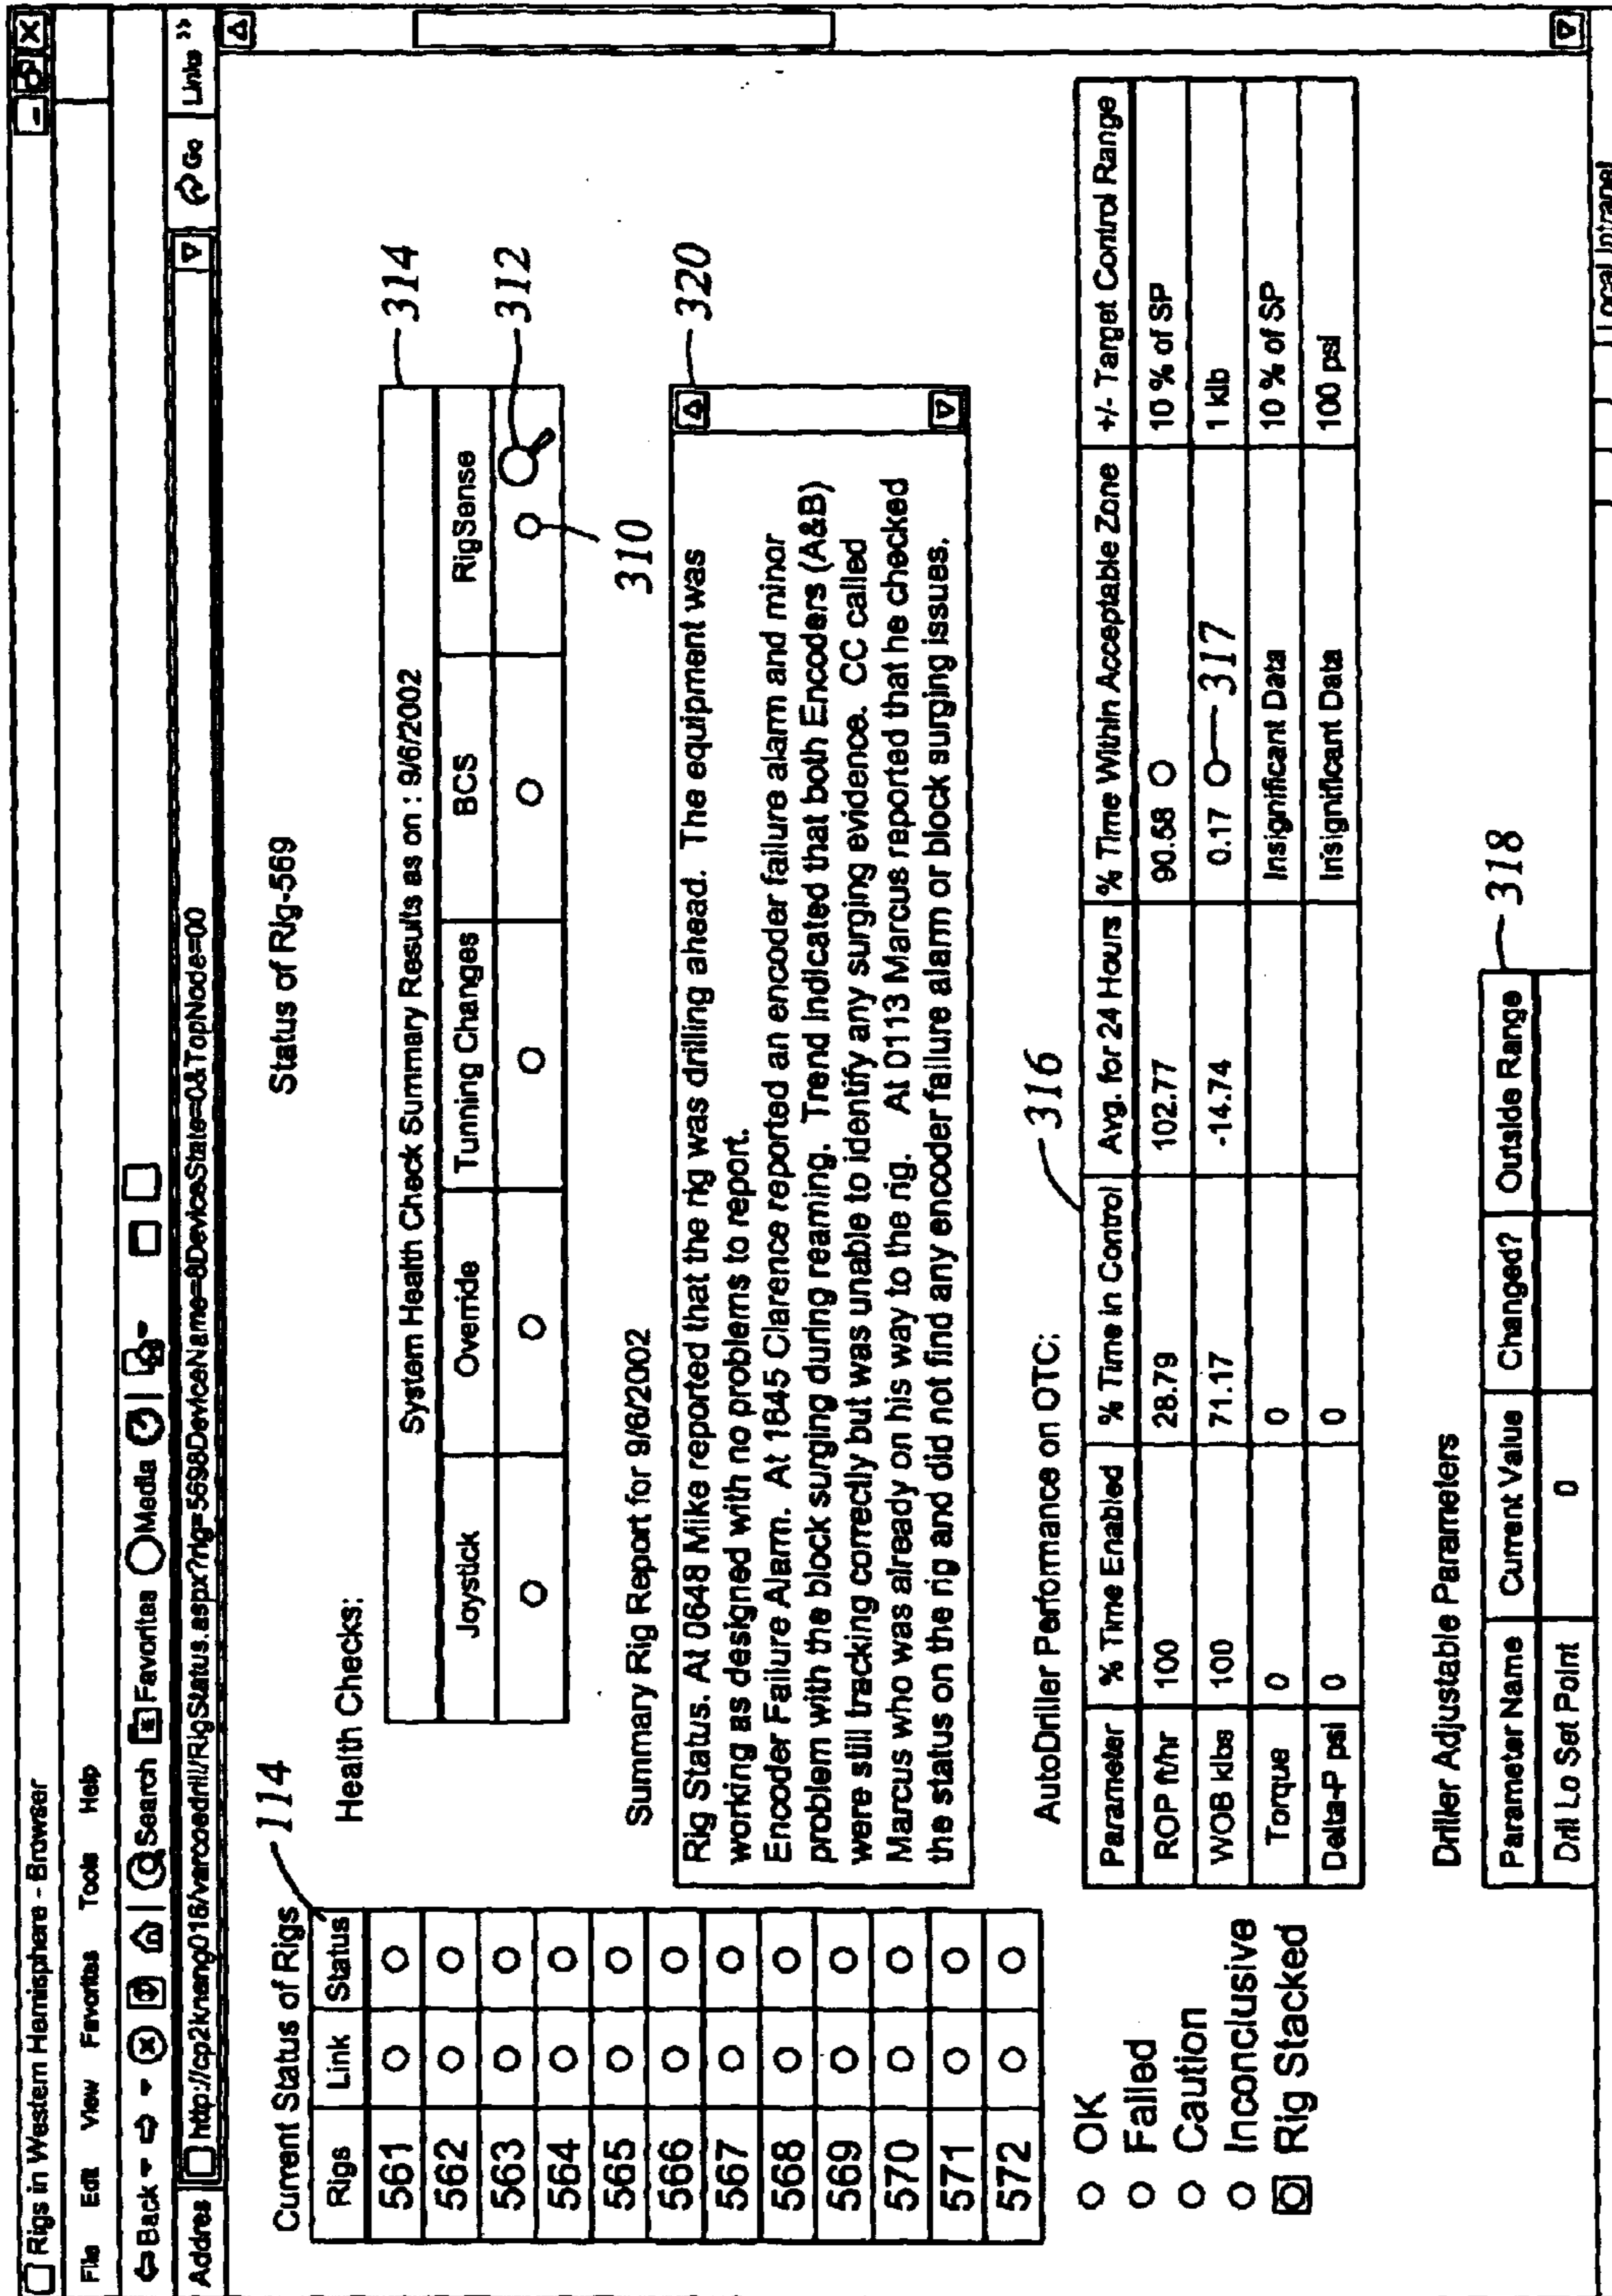 Rigs in Western Hemisphere - Browser
File Edit View Favorites Tools Help
Back Search Favorites Media
Addres http://cp2kneng016/varcoedrill/RigStatus.aspx?rig=569&DeviceName=8DeviceState=0&TopNode=00 Go Links »
Current Status of Rigs
114
Rigs Link Status
561
562
563
564
565
566
567
568
569
570
571
572
OK
Failed
Caution
Inconclusive
Rig Stacked
Status of Rig-569
Health Checks:
314
System Health Check Summary Results as on : 9/6/2002
Joystick Override Tunning Changes BCS RigSense
312
310
Summary Rig Report for 9/6/2002
320
Rig Status. At 0648 Mike reported that the rig was drilling ahead. The equipment was
working as designed with no problems to report.
Encoder Failure Alarm. At 1645 Clarence reported an encoder failure alarm and minor
problem with the block surging during reaming. Trend indicated that both Encoders (A&B)
were still tracking correctly but was unable to identify any surging evidence. CC called
Marcus who was already on his way to the rig. At 0113 Marcus reported that he checked
the status on the rig and did not find any encoder failure alarm or block surging issues.
AutoDriller Performance on OTC:
316
Parameter % Time Enabled % Time in Control Avg. for 24 Hours % Time Within Acceptable Zone +/- Target Control Range
ROP ft/hr 100 28.79 102.77 90.58 10 % of SP
WOB klbs 100 71.17 -14.74 0.17 317 1 klb
Torque 0 0 Insignificant Data 10 % of SP
Delta-P psi 0 0 Insignificant Data 100 psi
Driller Adjustable Parameters
318
Parameter Name Current Value Changed? Outside Range
Drill Lo Set Point 0
Local Intranet